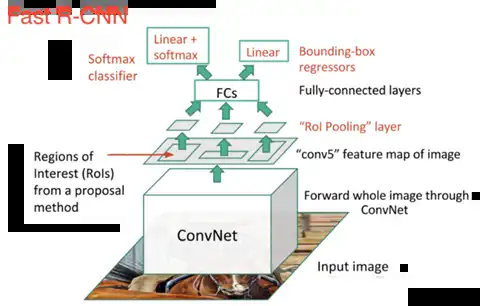 Fast R-CNN
Linear +
softmax
Linear
Softmax
classifier
Bounding-box
regressors
FCs
Fully-connected layers
"RoI Pooling" layer
Regions of
Interest (RoIs)
from a proposal
method
"conv5" feature map of image
Forward whole image through
ConvNet
ConvNet
Input image